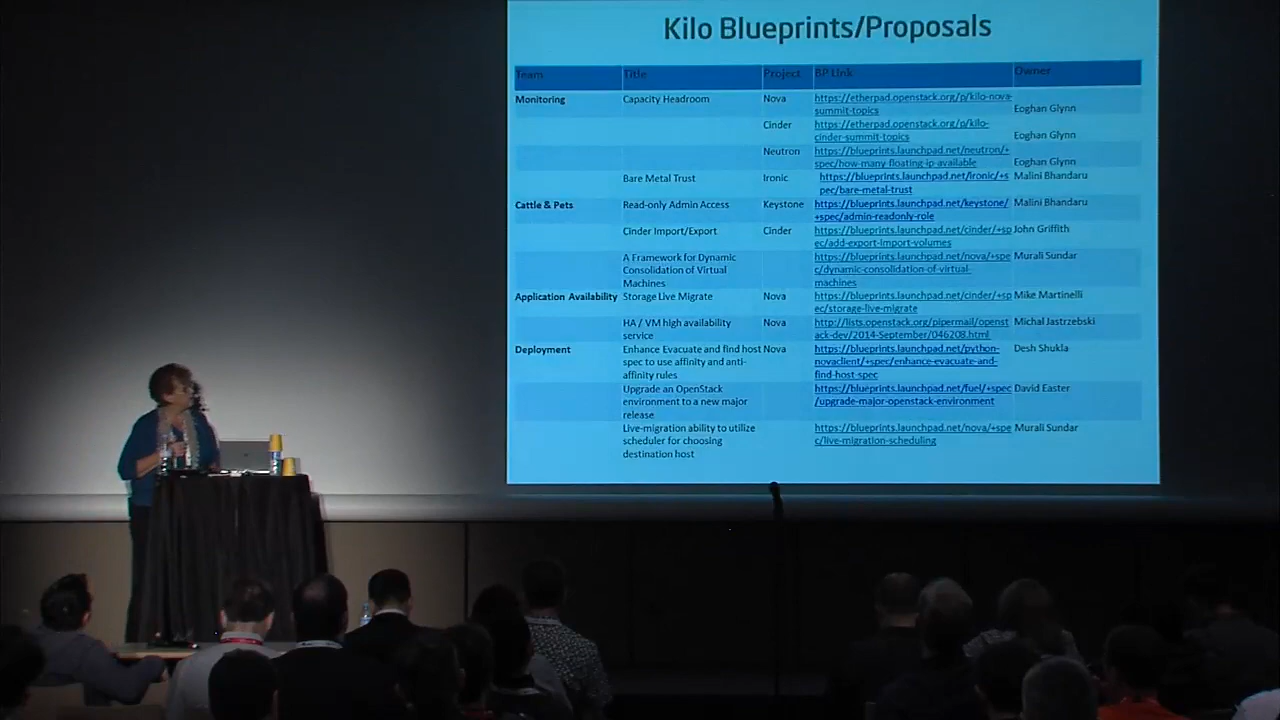 Kilo Blueprints/Proposals
Team Title Project BP Link Owner
Monitoring Capacity Headroom Nova https://etherpad.openstack.org/p/kilo-nova-
summit-topics Eoghan Glynn
Cinder https://etherpad.openstack.org/p/kilo-
cinder-summit-topics Eoghan Glynn
Neutron https://blueprints.launchpad.net/neutron/+
spec/how-many-floating-ip-available Eoghan Glynn
Bare Metal Trust Ironic https://blueprints.launchpad.net/ironic/+s Malini Bhandaru
pec/bare-metal-trust
Cattle & Pets Read-only Admin Access Keystone https://blueprints.launchpad.net/keystone/ Malini Bhandaru
+spec/admin-readonly-role
Cinder Import/Export Cinder https://blueprints.launchpad.net/cinder/+sp John Griffith
ec/add-export-import-volumes
A Framework for Dynamic https://blueprints.launchpad.net/nova/+spe Murali Sundar
Consolidation of Virtual c/dynamic-consolidation-of-virtual-
Machines machines
Application Availability Storage Live Migrate Nova https://blueprints.launchpad.net/cinder/+sp Mike Martinelli
ec/storage-live-migrate
HA / VM high availability Nova http://lists.openstack.org/pipermail/openst Michal Jastrzebski
service ack-dev/2014-September/046208.html
Deployment Enhance Evacuate and find host Nova https://blueprints.launchpad.net/python- Desh Shukla
spec to use affinity and anti- novaclient/+spec/enhance-evacuate-and-
affinity rules find-host-spec
Upgrade an OpenStack https://blueprints.launchpad.net/fuel/+spec David Easter
environment to a new major /upgrade-major-openstack-environment
release
Live-migration ability to utilize https://blueprints.launchpad.net/nova/+spe Murali Sundar
scheduler for choosing c/live-migration-scheduling
destination host